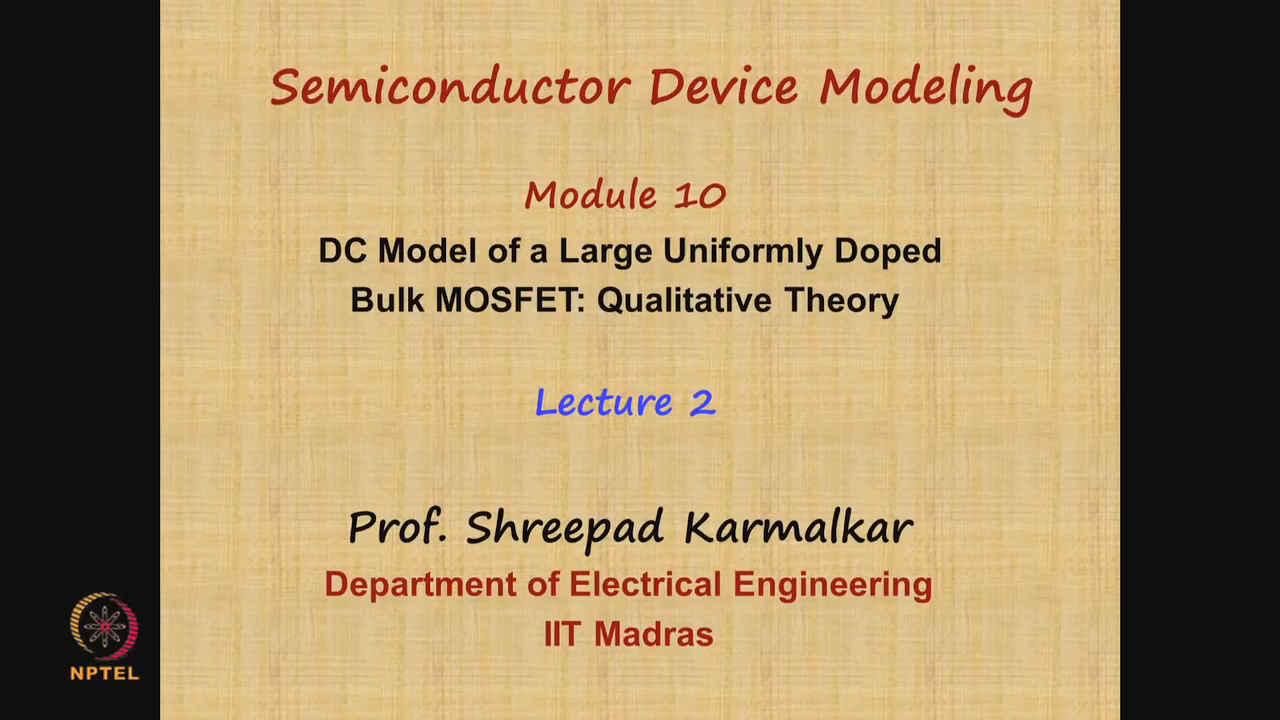 Semiconductor Device Modeling
Module 10
DC Model of a Large Uniformly Doped
Bulk MOSFET: Qualitative Theory
Lecture 2
Prof. Shreepad Karmalkar
Department of Electrical Engineering
IIT Madras
NPTEL